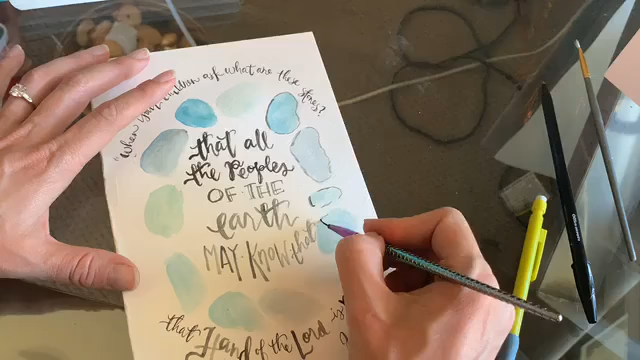 when your children ask what are these stones?
that all
the peoples
OF THE
earth
MAY KNOW that
that Hand of the Lord is